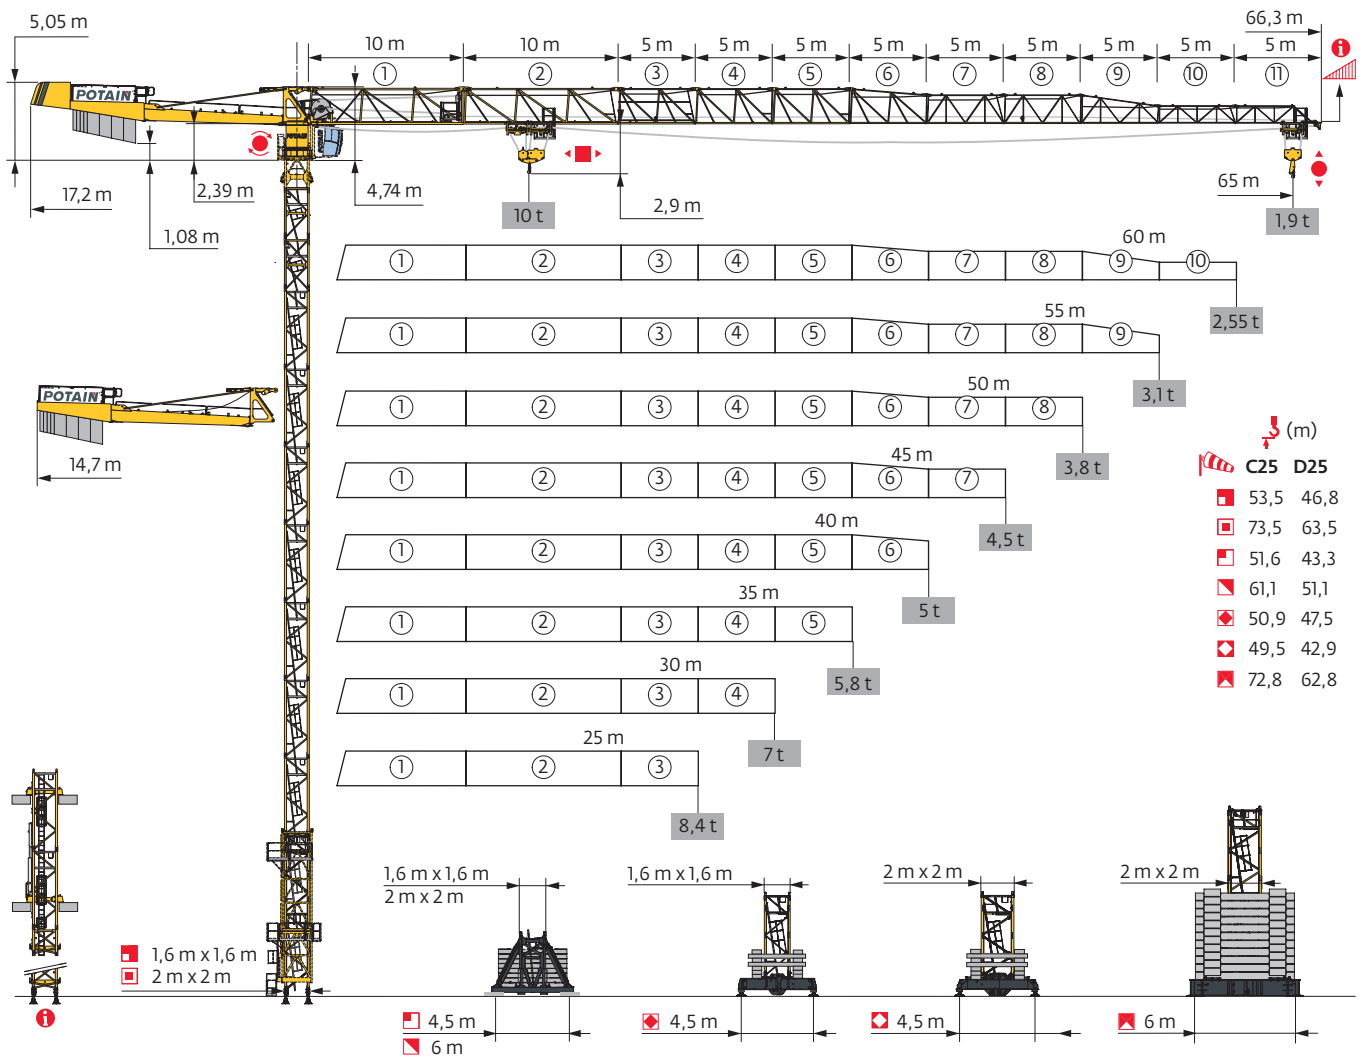 5,05 m
66,3 m
10 m 10 m 5 m 5 m 5 m 5 m 5 m 5 m 5 m 5 m 5 m
1 2 3 4 5 6 7 8 9 10 11
i
POTAIN
POTAIN
17,2 m
2,39 m
4,74 m
65 m
2,9 m
10 t
1,9 t
1,08 m
60 m
1 2 3 4 5 6 7 8 9 10
2,55 t
55 m
1 2 3 4 5 6 7 8 9
3,1 t
POTAIN
50 m
1 2 3 4 5 6 7 8
3,8 t
14,7 m
45 m
1 2 3 4 5 6 7
4,5 t
40 m
1 2 3 4 5 6
5 t
35 m
1 2 3 4 5
5,8 t
30 m
1 2 3 4
7 t
25 m
1 2 3
8,4 t
(m)
C25 D25
53,5 46,8
73,5 63,5
51,6 43,3
61,1 51,1
50,9 47,5
49,5 42,9
72,8 62,8
1,6 m x 1,6 m
2 m x 2 m
1,6 m x 1,6 m
2 m x 2 m
2 m x 2 m
1,6 m x 1,6 m
2 m x 2 m
i
4,5 m
6 m
4,5 m
4,5 m
6 m